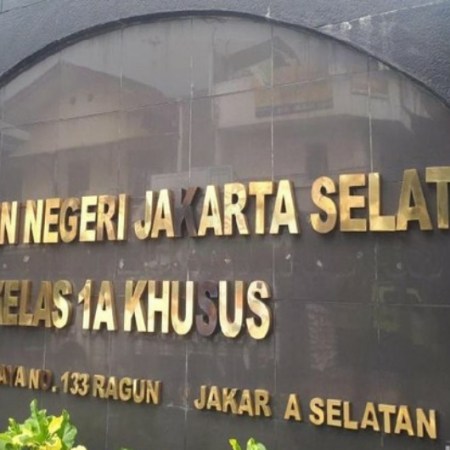 N NEGERI JAKARTA SELAT
KELAS 1A KHUSUS
AYA NO. 133 RAGUN JAKAR A SELATAN